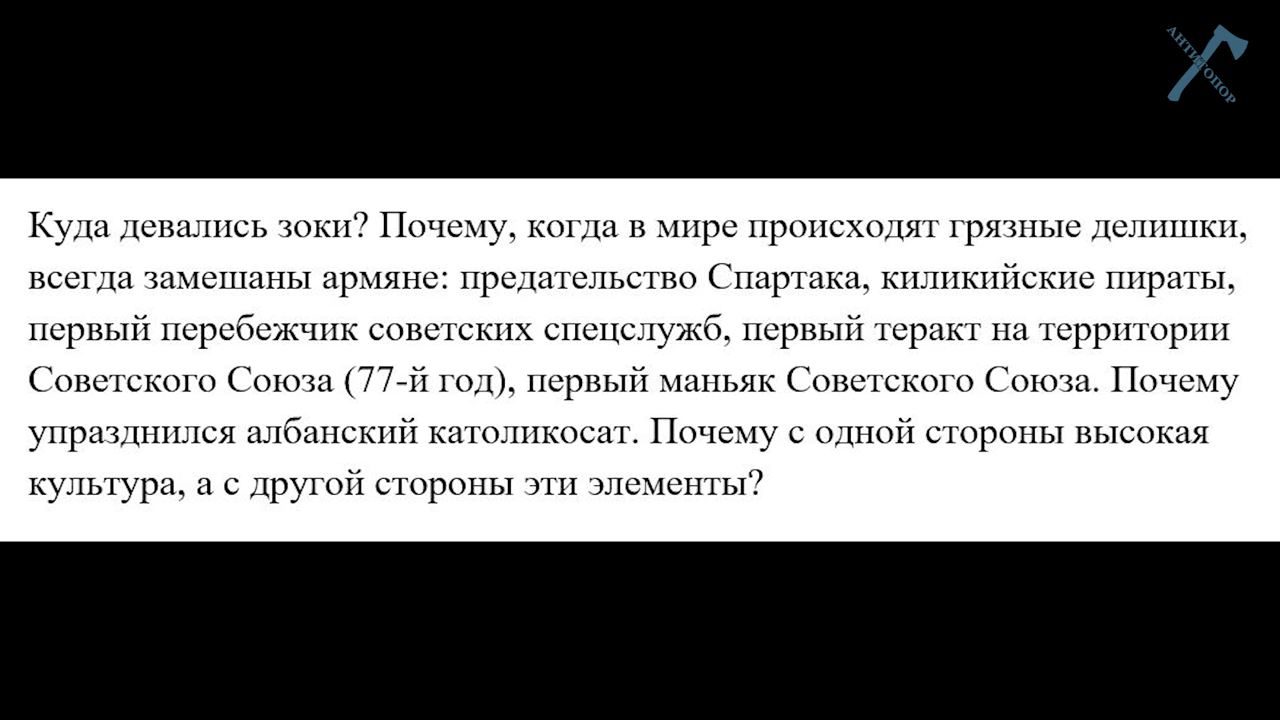 АНТИТОПОР
Куда девались зоки? Почему, когда в мире происходят грязные делишки,
всегда замешаны армяне: предательство Спартака, киликийские пираты,
первый перебежчик советских спецслужб, первый теракт на территории
Советского Союза (77-й год), первый маньяк Советского Союза. Почему
упразднился албанский католикосат. Почему с одной стороны высокая
культура, а с другой стороны эти элементы?